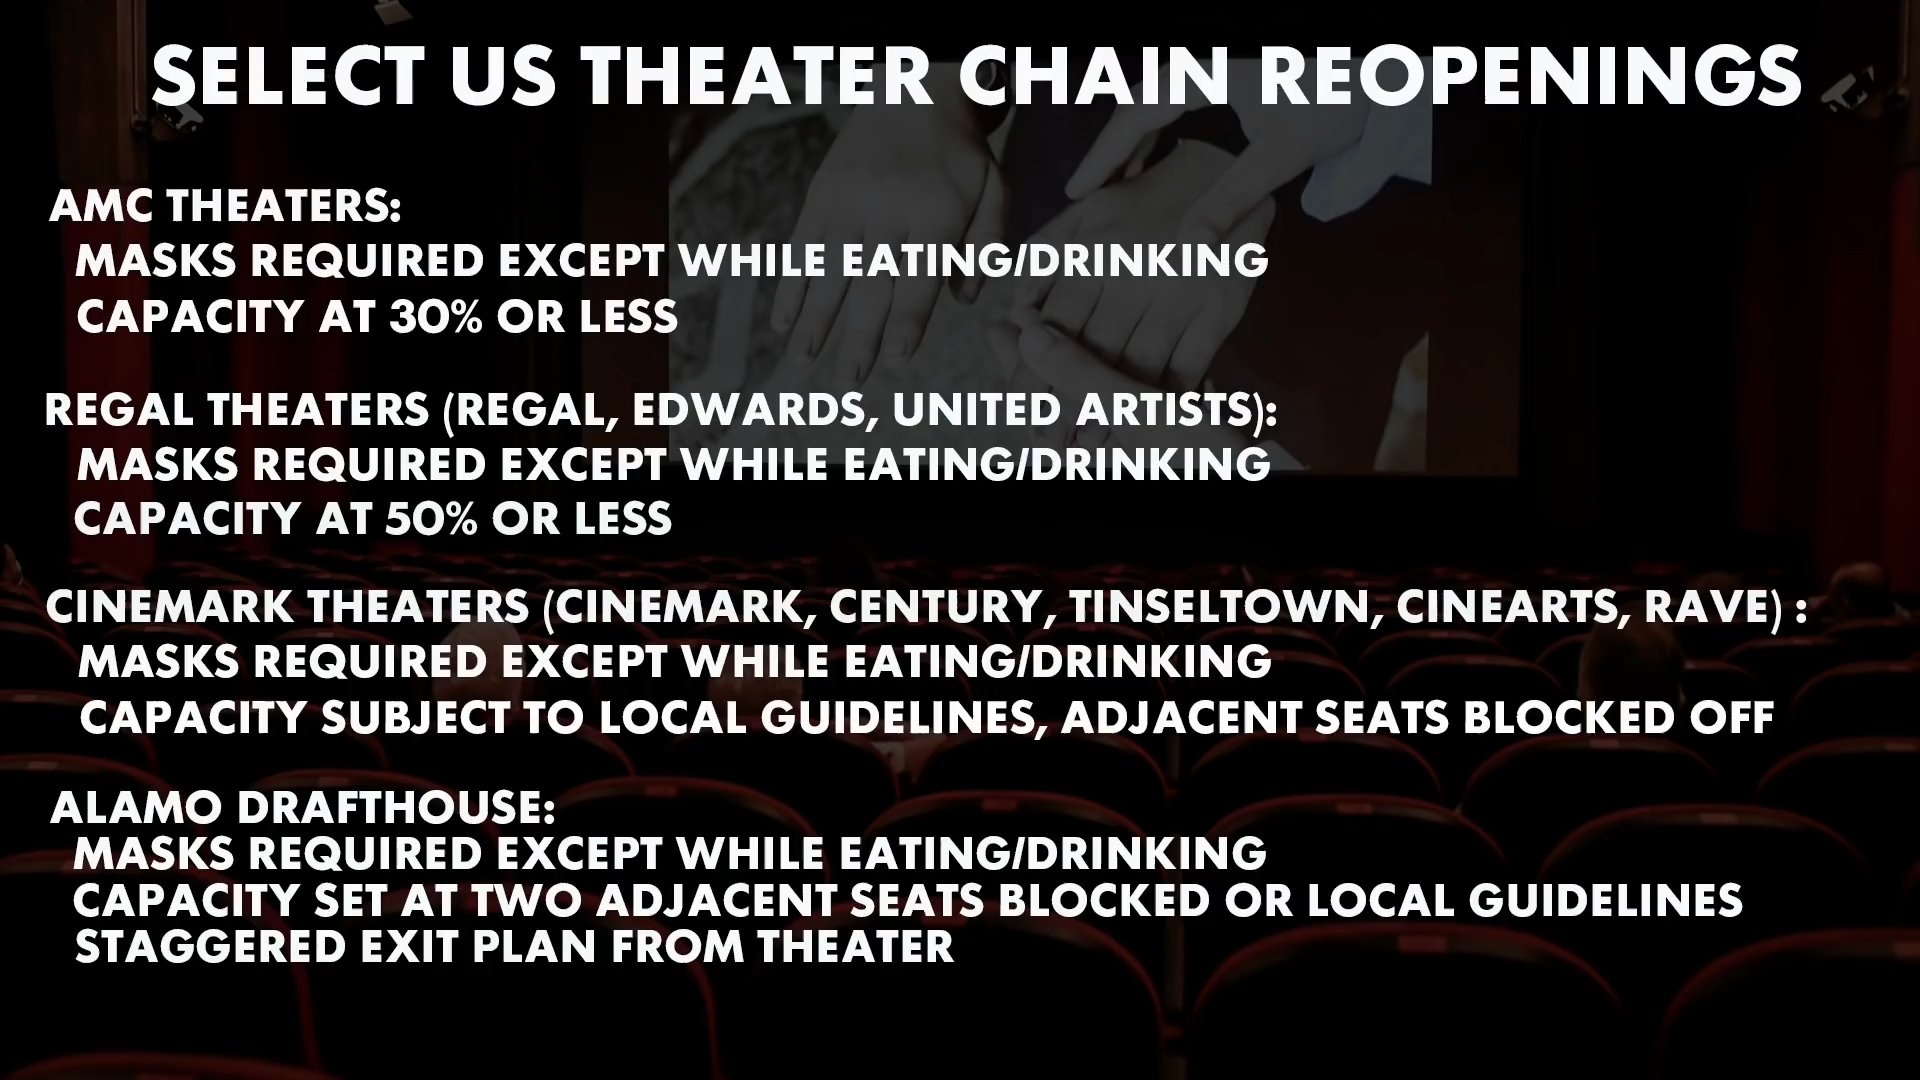 SELECT US THEATER CHAIN REOPENINGS
AMC THEATERS:
MASKS REQUIRED EXCEPT WHILE EATING/DRINKING
CAPACITY AT 30% OR LESS
REGAL THEATERS (REGAL, EDWARDS, UNITED ARTISTS):
MASKS REQUIRED EXCEPT WHILE EATING/DRINKING
CAPACITY AT 50% OR LESS
CINEMARK THEATERS (CINEMARK, CENTURY, TINSELTOWN, CINEARTS, RAVE) :
MASKS REQUIRED EXCEPT WHILE EATING/DRINKING
CAPACITY SUBJECT TO LOCAL GUIDELINES, ADJACENT SEATS BLOCKED OFF
ALAMO DRAFTHOUSE:
MASKS REQUIRED EXCEPT WHILE EATING/DRINKING
CAPACITY SET AT TWO ADJACENT SEATS BLOCKED OR LOCAL GUIDELINES
STAGGERED EXIT PLAN FROM THEATER